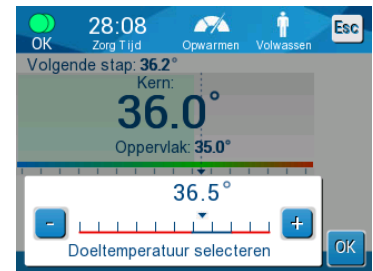 28:08
Esc
OK
Zorg Tijd
Opwarmen
Volwassen
Volgende stap: 36.2°
Kern:
36.0°
Oppervlak: 35.0°
36.5°
-
+
Doeltemperatuur selecteren
OK